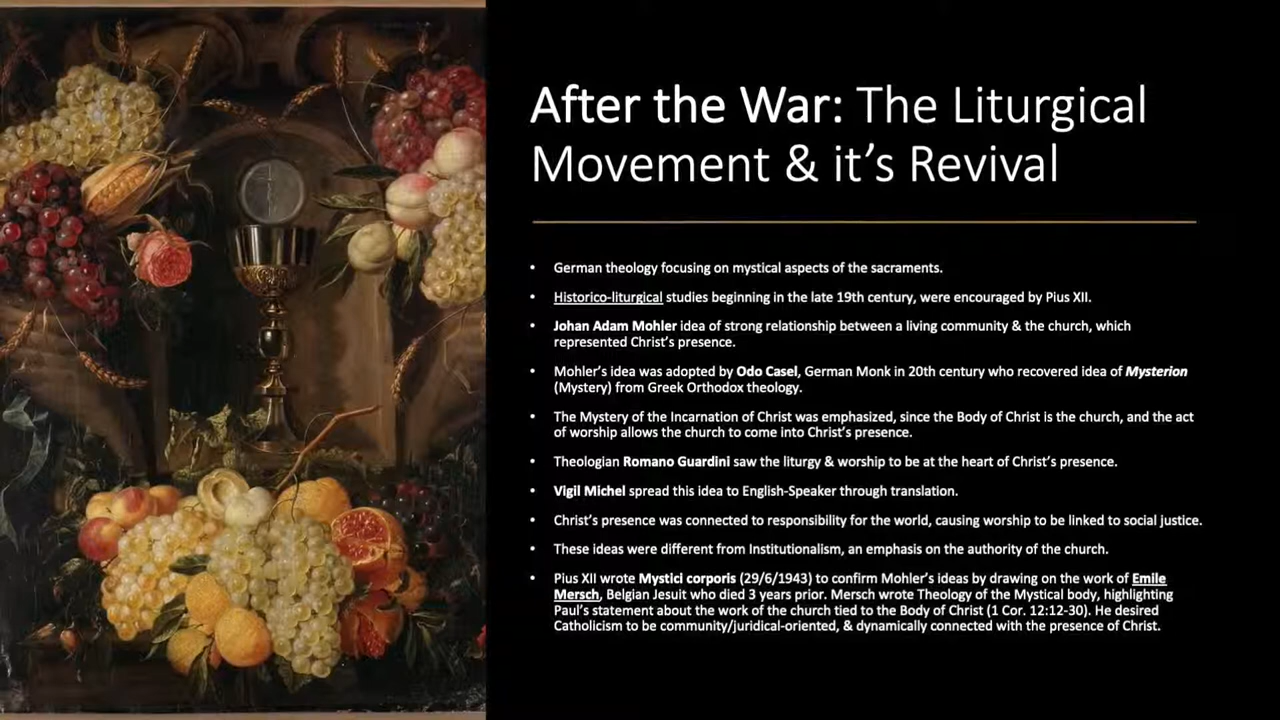 After the War: The Liturgical
Movement & it's Revival
• German theology focusing on mystical aspects of the sacraments.
• Historico-liturgical studies beginning in the late 19th century, were encouraged by Pius XII.
• Johan Adam Mohler idea of strong relationship between a living community & the church, which
represented Christ's presence.
• Mohler's idea was adopted by Odo Casel, German Monk in 20th century who recovered idea of Mysterion
(Mystery) from Greek Orthodox theology.
• The Mystery of the Incarnation of Christ was emphasized, since the Body of Christ is the church, and the act
of worship allows the church to come into Christ's presence.
• Theologian Romano Guardini saw the liturgy & worship to be at the heart of Christ's presence.
• Vigil Michel spread this idea to English-Speaker through translation.
• Christ's presence was connected to responsibility for the world, causing worship to be linked to social justice.
• These ideas were different from Institutionalism, an emphasis on the authority of the church.
• Pius XII wrote Mystici corporis (29/6/1943) to confirm Mohler's ideas by drawing on the work of Emile
Mersch, Belgian Jesuit who died 3 years prior. Mersch wrote Theology of the Mystical body, highlighting
Paul's statement about the work of the church tied to the Body of Christ (1 Cor. 12:12-30). He desired
Catholicism to be community/juridical-oriented, & dynamically connected with the presence of Christ.